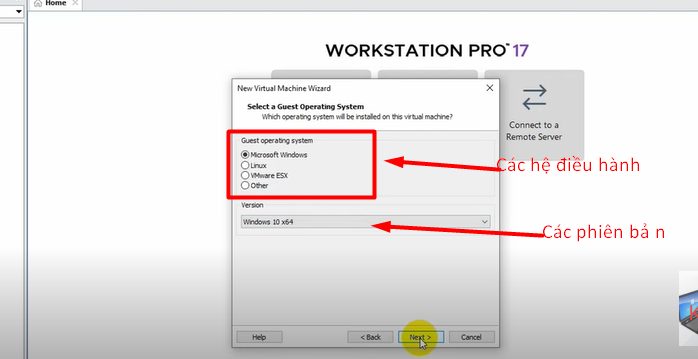 Home
WORKSTATION PRO™ 17
New Virtual Machine Wizard
Select a Guest Operating System
Which operating system will be installed on this virtual machine?
Connect to a
Remote Server
Guest operating system
Microsoft Windows
Linux
VMware ESX
Other
Các hệ điều hành
Version
Windows 10 x64
Các phiên bả n
Help
< Back
Next >
Cancel